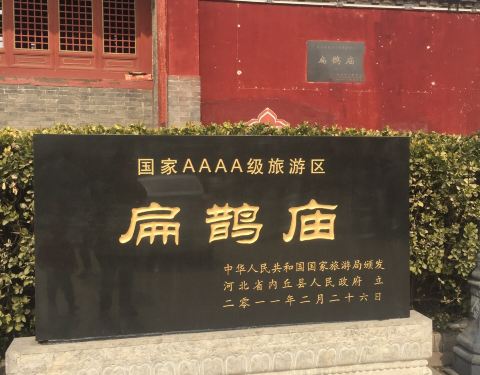 扁鹊庙
国家AAAA级旅游区
扁鹊庙
中华人民共和国国家旅游局颁发
河北省内丘县人民政府 立
二零一一年二月二十六日